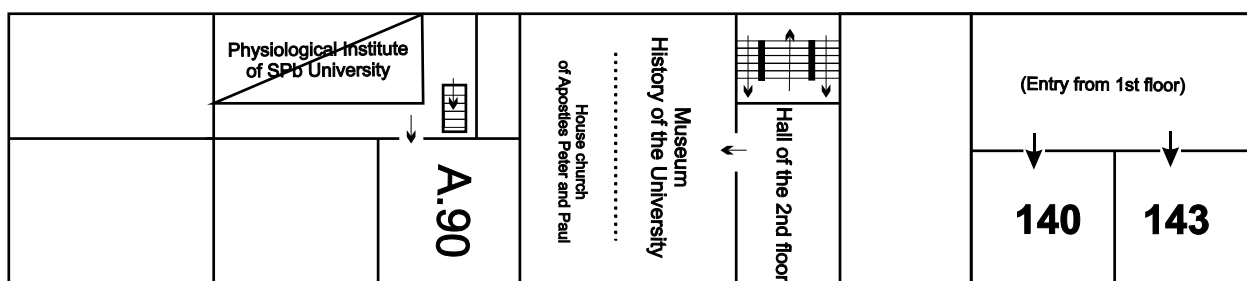 Physiological Institute
of SPb University
A.90
House church
of Apostles Peter and Paul
Museum
History of the University
Hall of the 2nd floor
(Entry from 1st floor)
140
143